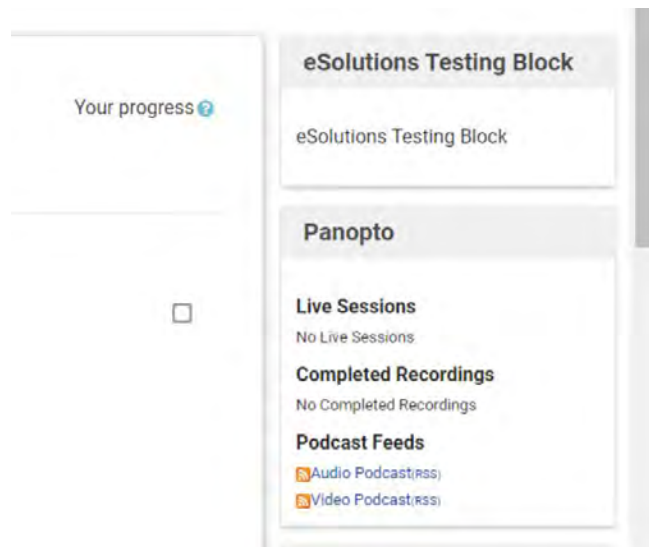 Your progress
eSolutions Testing Block
eSolutions Testing Block
Panopto
Live Sessions
No Live Sessions
Completed Recordings
No Completed Recordings
Podcast Feeds
Audio Podcast(RSS)
Video Podcast(RSS)